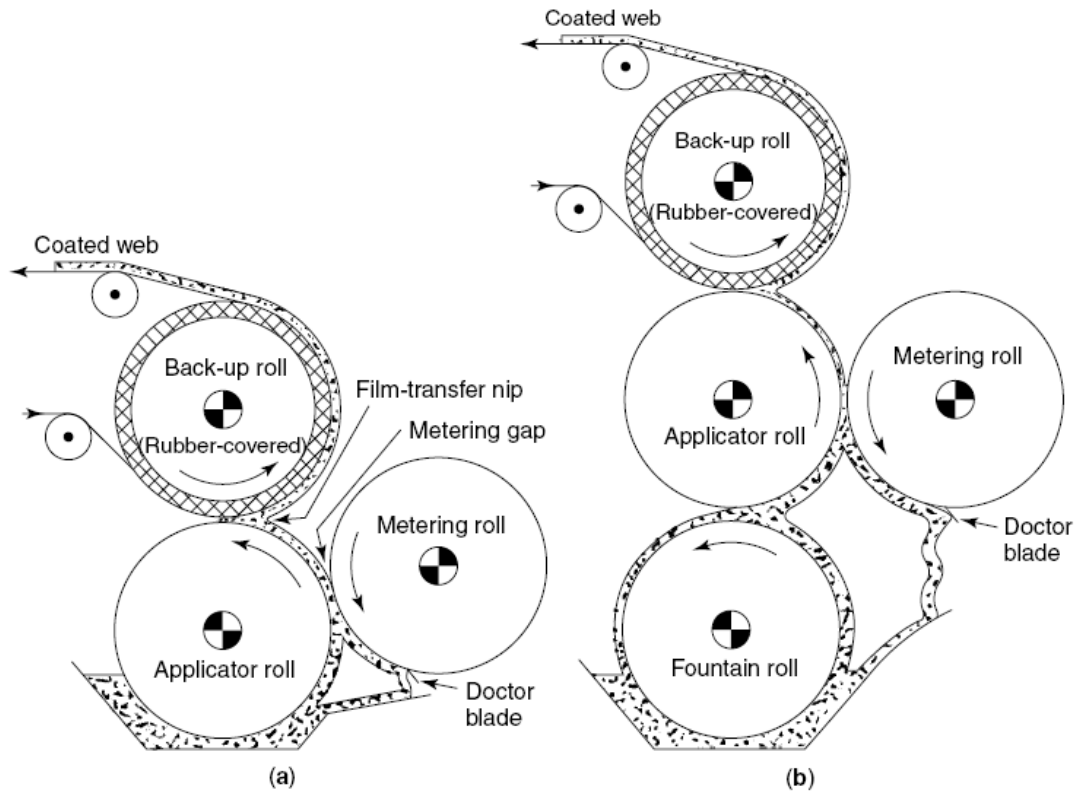 Coated web
Back-up roll
(Rubber-covered)
Film-transfer nip
Metering gap
Metering roll
Applicator roll
Doctor
blade
(a)
Coated web
Back-up roll
(Rubber-covered)
Metering roll
Applicator roll
Doctor
blade
Fountain roll
(b)